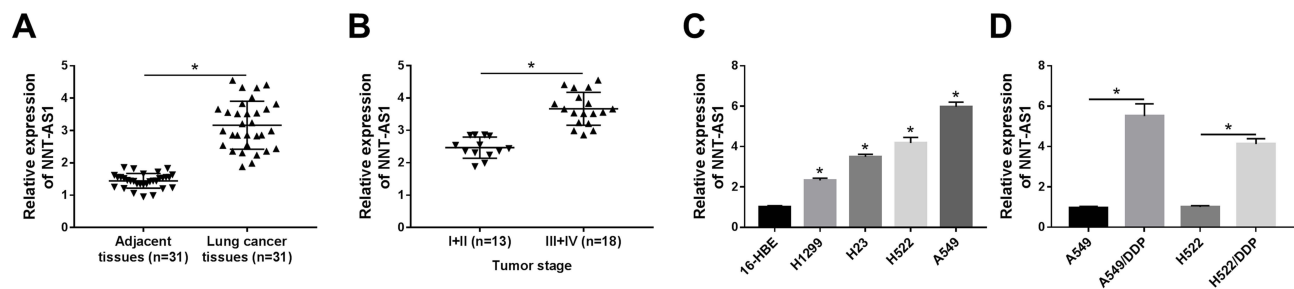 A
Relative expression
of NNT-AS1
5
4
3
2
1
0
*
Adjacent
tissues (n=31)
Lung cancer
tissues (n=31)
B
Relative expression
of NNT-AS1
5
4
3
2
1
0
*
I+II (n=13)
III+IV (n=18)
Tumor stage
C
Relative expression
of NNT-AS1
8
6
4
2
0
*
*
*
*
16-HBE
H1299
H23
H522
A549
D
Relative expression
of NNT-AS1
8
6
4
2
0
*
*
A549
A549/DDP
H522
H522/DDP